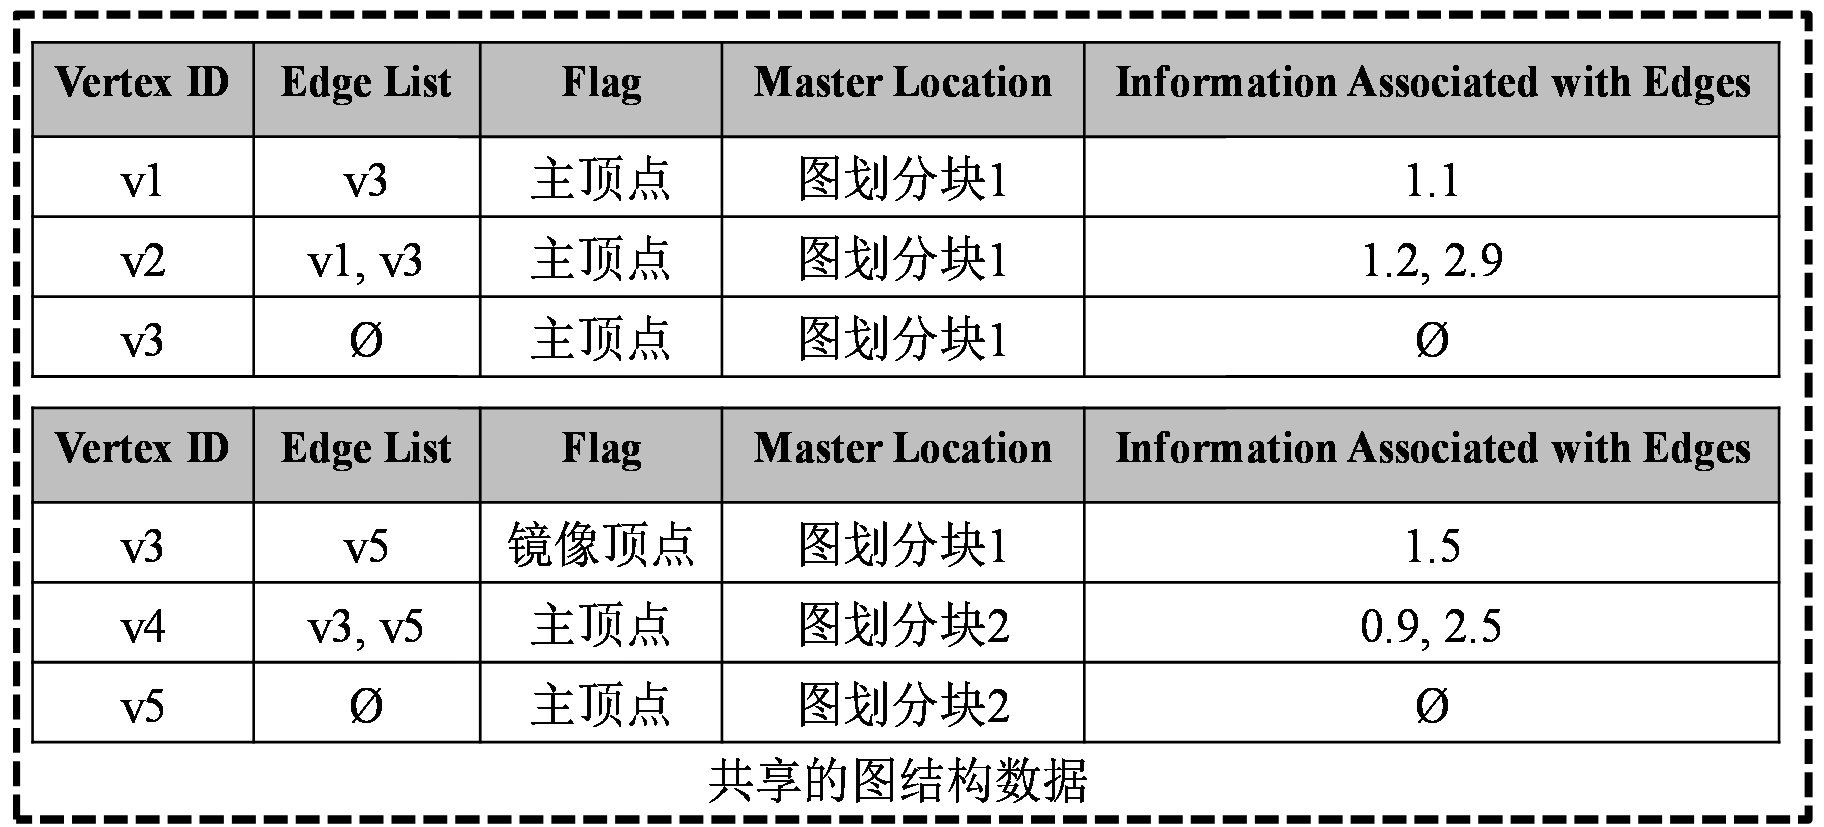 Vertex ID Edge List Flag Master Location Information Associated with Edges
v1 v3 主顶点 图划分块1 1.1
v2 v1, v3 主顶点 图划分块1 1.2, 2.9
v3 Ø 主顶点 图划分块1 Ø
Vertex ID Edge List Flag Master Location Information Associated with Edges
v3 v5 镜像顶点 图划分块1 1.5
v4 v3, v5 主顶点 图划分块2 0.9, 2.5
v5 Ø 主顶点 图划分块2 Ø
共享的图结构数据